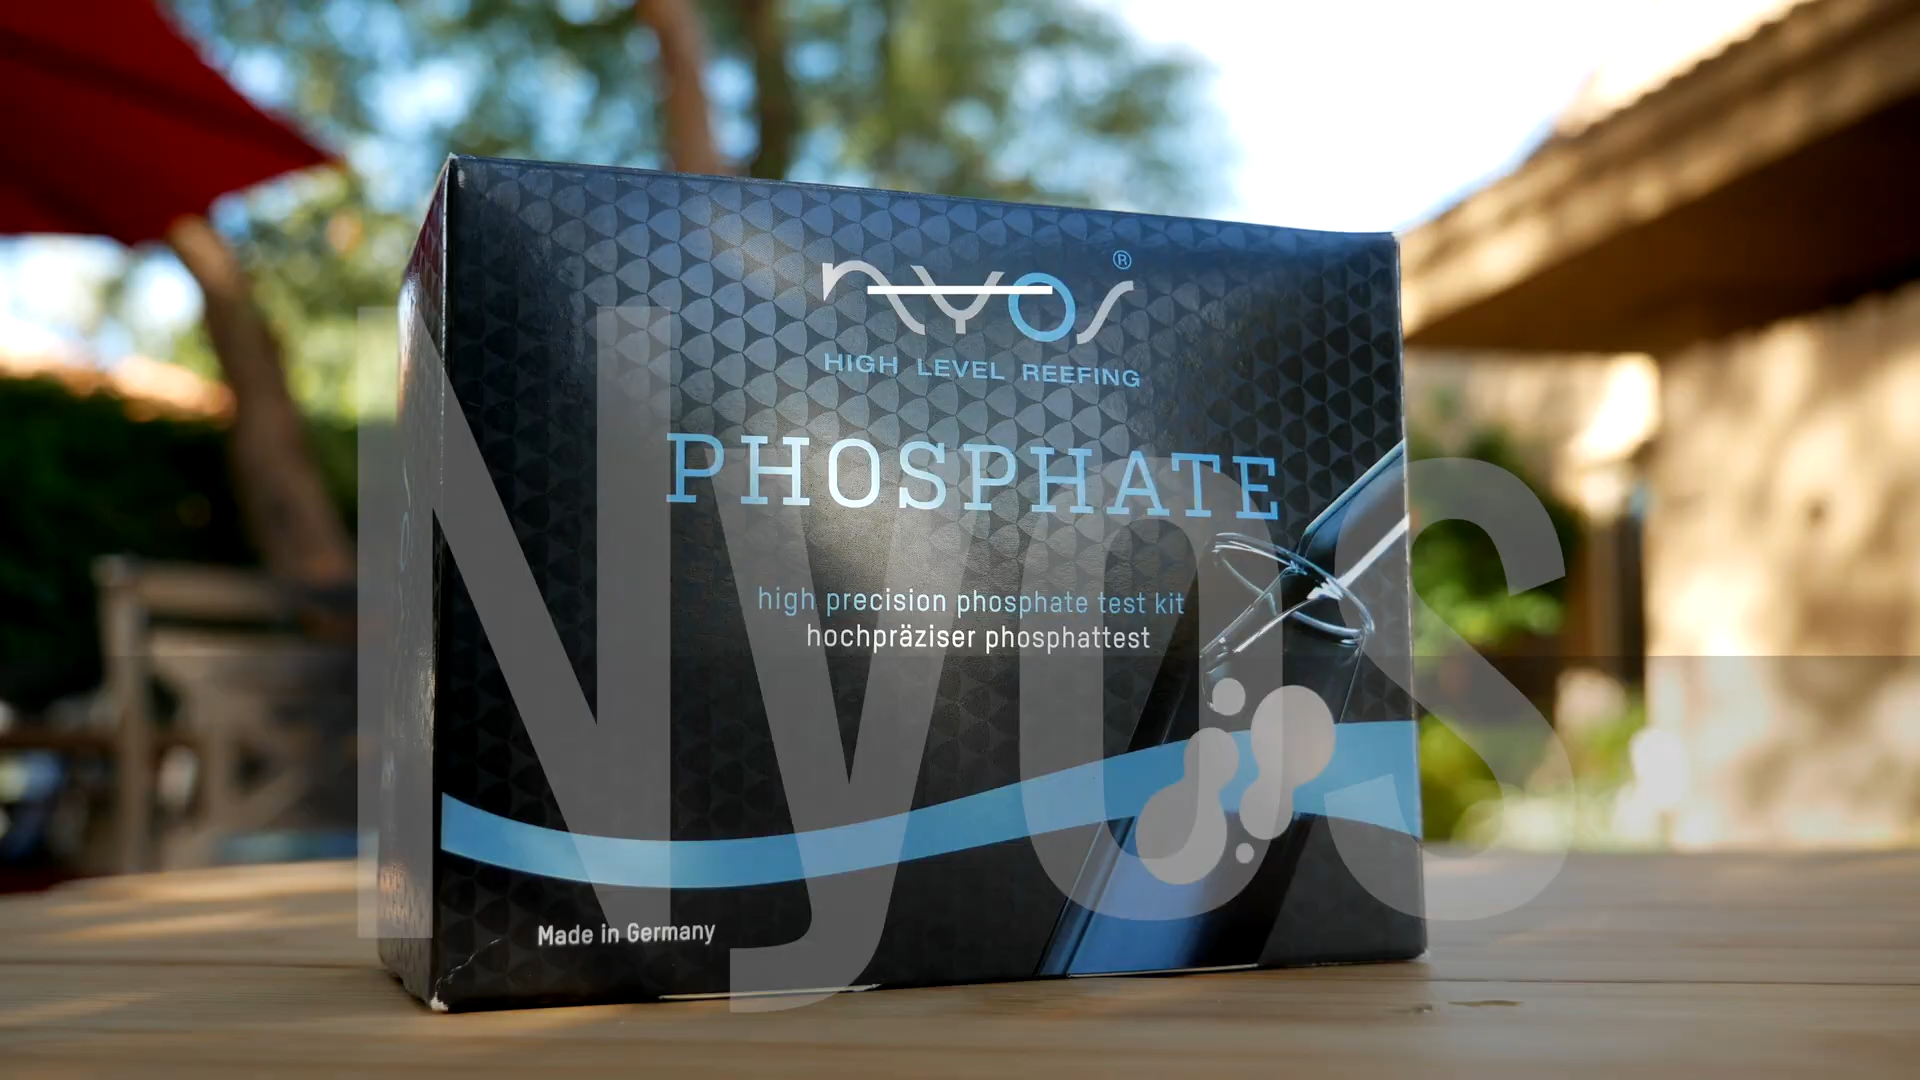 nyos®
HIGH LEVEL REEFING
PHOSPHATE
high precision phosphate test kit
hochpräziser phosphattest
Made in Germany
Nyos